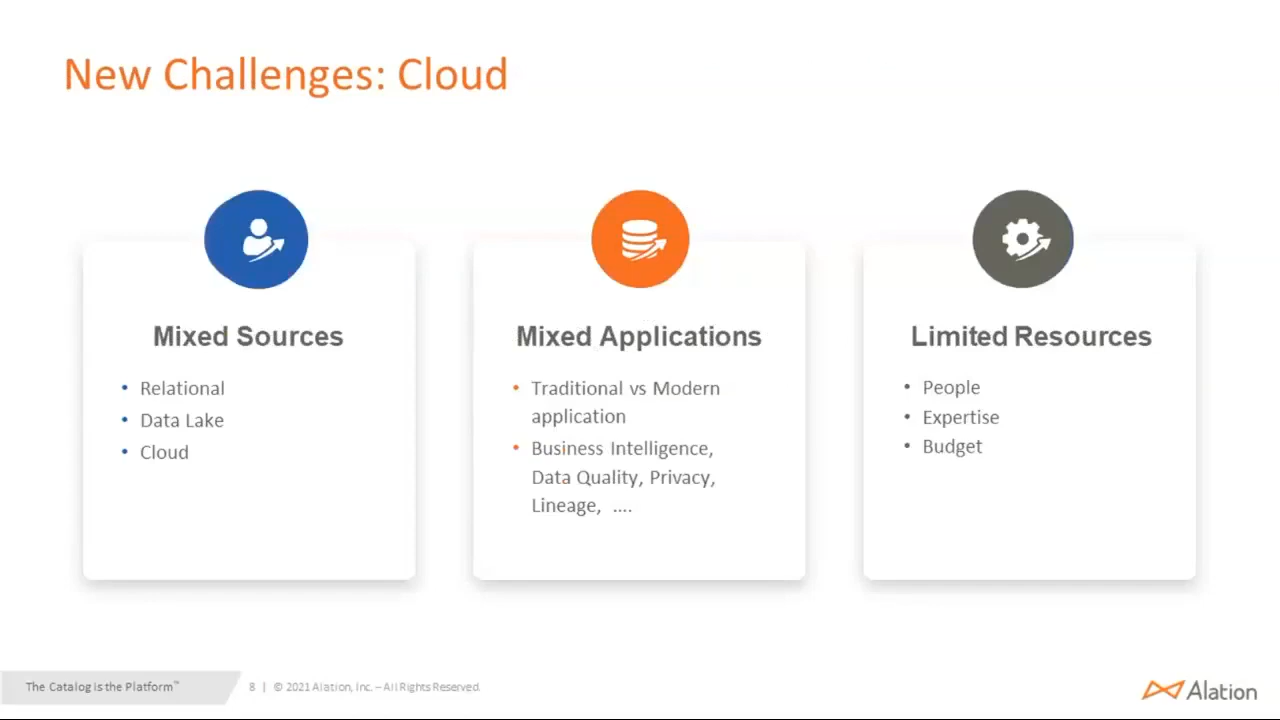 New Challenges: Cloud
Mixed Sources
• Relational
• Data Lake
• Cloud
Mixed Applications
• Traditional vs Modern
application
• Business Intelligence,
Data Quality, Privacy,
Lineage, ....
Limited Resources
• People
• Expertise
• Budget
The Catalog is the Platform™
8 | © 2021 Alation, Inc. – All Rights Reserved.
Alation